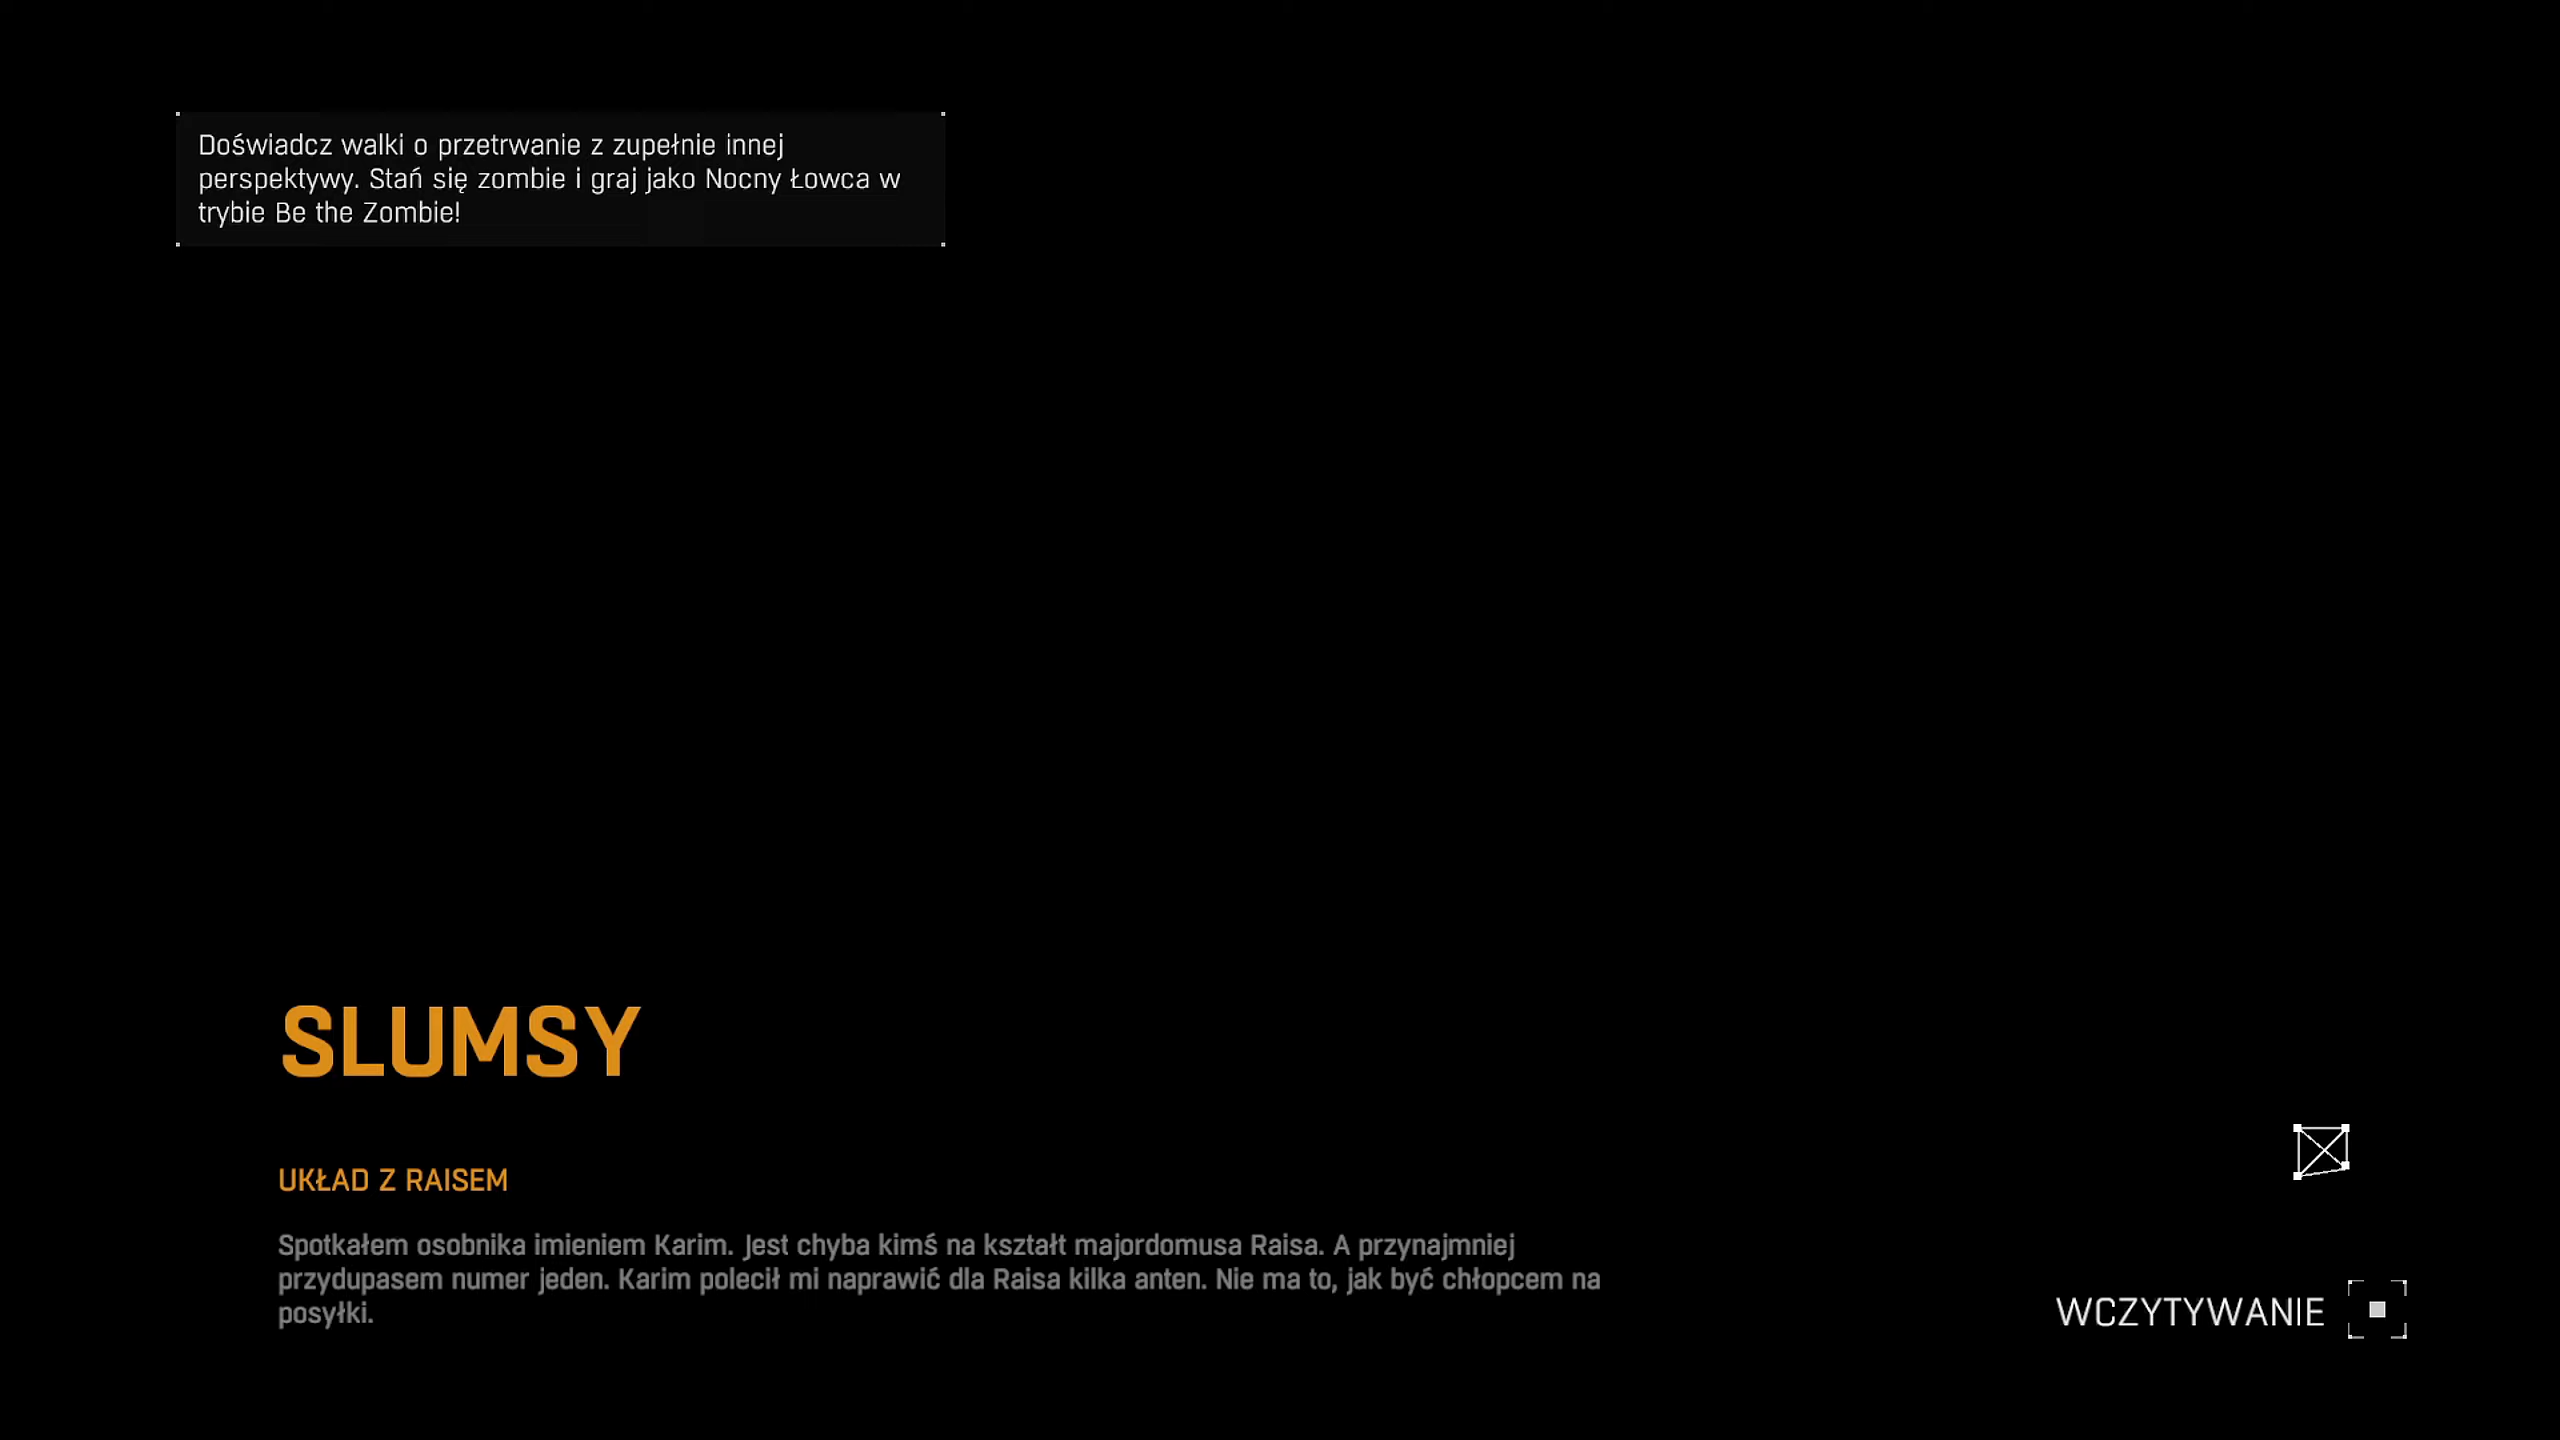 Doświadcz walki o przetrwanie z zupełnie innej
perspektywy. Stań się zombie i graj jako Nocny Łowca w
trybie Be the Zombie!
SLUMSY
UKŁAD Z RAISEM
Spotkałem osobnika imieniem Karim. Jest chyba kimś na kształt majordomusa Raisa. A przynajmniej
przydupasem numer jeden. Karim polecił mi naprawić dla Raisa kilka anten. Nie ma to, jak być chłopcem na
posyłki.
WCZYTYWANIE